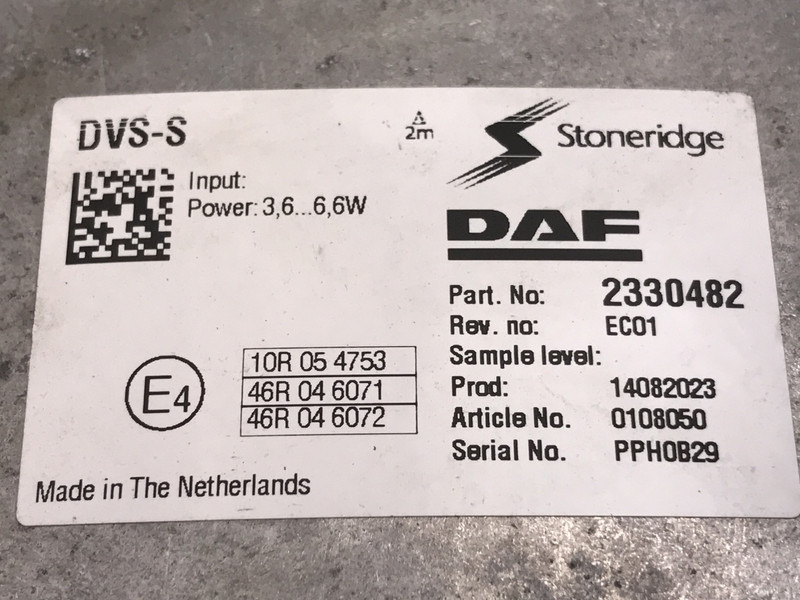 DVS-S
Δ
2m
Stoneridge
Input:
Power: 3,6...6,6W
DAF
Part. No: 2330482
Rev. no: EC01
Sample level:
Prod: 14082023
Article No. 0108050
Serial No. PPH0B29
E4
10R 05 4753
46R 04 6071
46R 04 6072
Made in The Netherlands